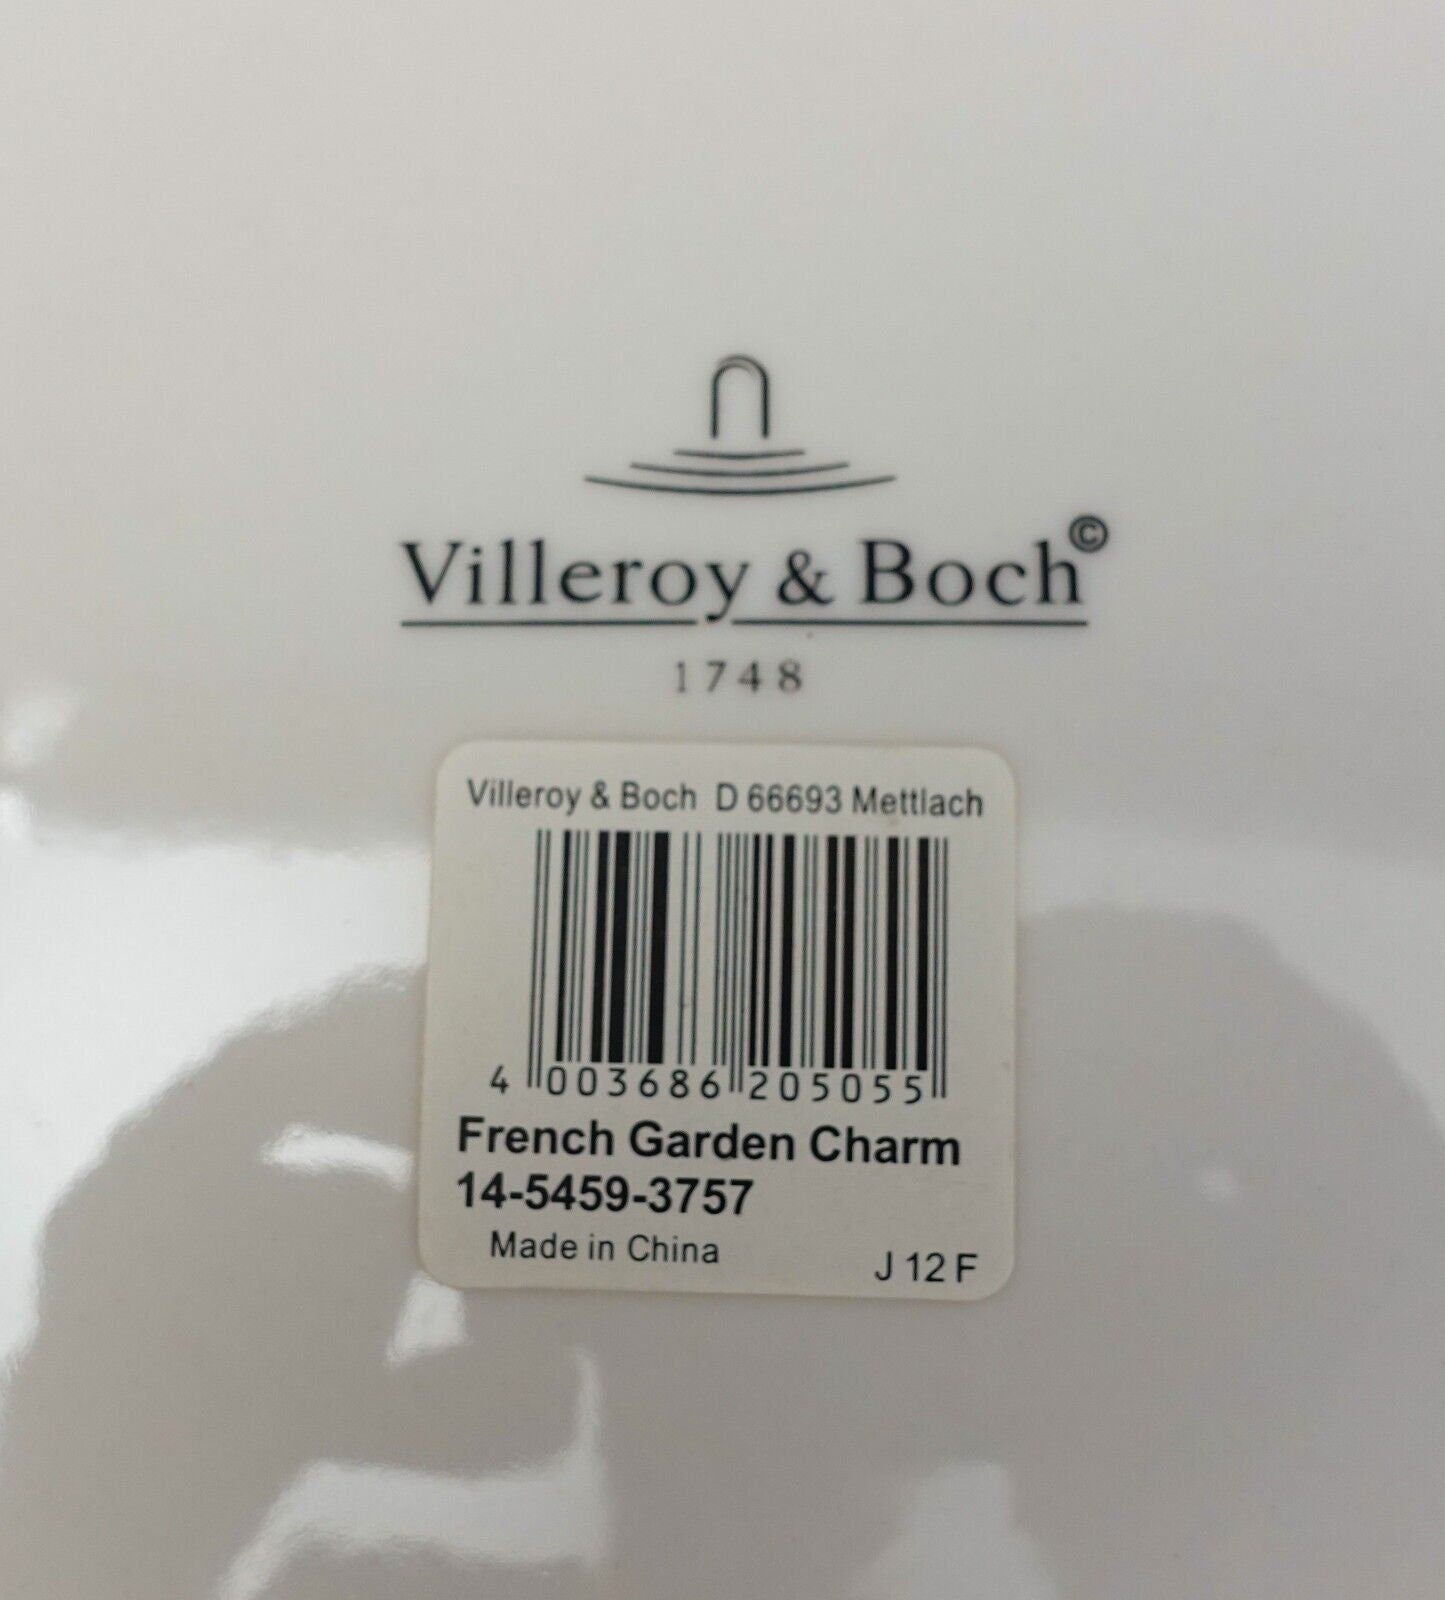 Villeroy & Boch©
1748
Villeroy & Boch D 66693 Mettlach
4 003686 205055
French Garden Charm
14-5459-3757
Made in China
J 12 F